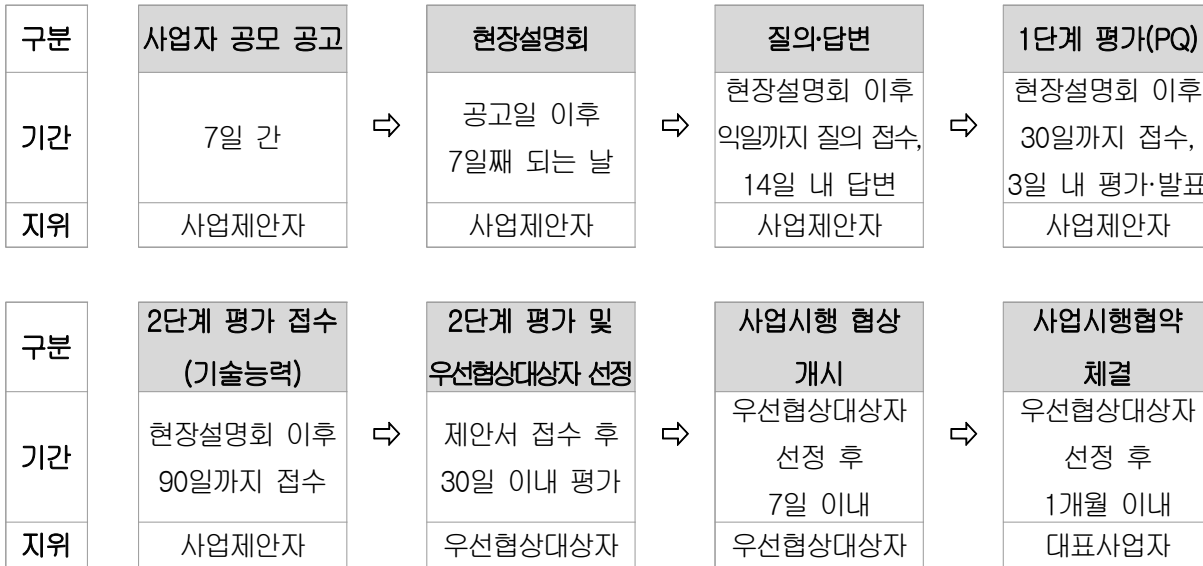 구분 사업자 공모 공고 현장설명회 질의·답변 1단계 평가(PQ)
기간 7일 간 ⇨ 공고일 이후 ⇨ 현장설명회 이후 ⇨ 현장설명회 이후
7일째 되는 날 익일까지 질의 접수, 30일까지 접수,
14일 내 답변 3일 내 평가·발표
지위 사업제안자 사업제안자 사업제안자 사업제안자
구분 2단계 평가 접수 2단계 평가 및 사업시행 협상 사업시행협약
(기술능력) 우선협상대상자 선정 개시 체결
기간 현장설명회 이후 ⇨ 제안서 접수 후 ⇨ 우선협상대상자 ⇨ 우선협상대상자
90일까지 접수 30일 이내 평가 선정 후 선정 후
7일 이내 1개월 이내
지위 사업제안자 우선협상대상자 우선협상대상자 대표사업자